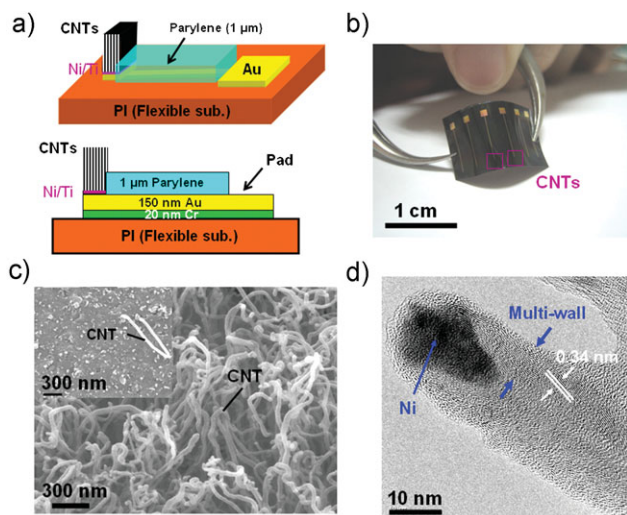 a)
CNTs
Parylene (1 μm)
Ni/Ti
Au
PI (Flexible sub.)
CNTs
Pad
Ni/Ti
1 μm Parylene
150 nm Au
20 nm Cr
PI (Flexible sub.)
b)
CNTs
1 cm
c)
CNT
300 nm
CNT
300 nm
d)
Multi-wall
0.34 nm
Ni
10 nm